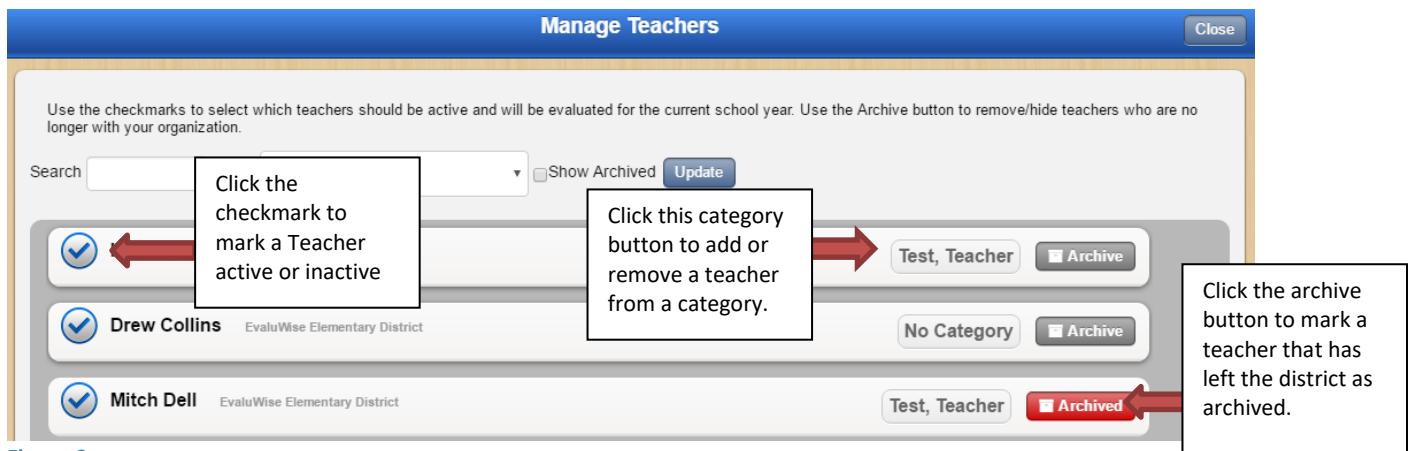 Manage Teachers
Close
Use the checkmarks to select which teachers should be active and will be evaluated for the current school year. Use the Archive button to remove/hide teachers who are no
longer with your organization.
Search
Show Archived
Update
Click the
checkmark to
mark a Teacher
active or inactive
Click this category
button to add or
remove a teacher
from a category.
Test, Teacher
Archive
Click the archive
button to mark a
teacher that has
left the district as
archived.
Drew Collins EvaluWise Elementary District
No Category
Archive
Mitch Dell EvaluWise Elementary District
Test, Teacher
Archived